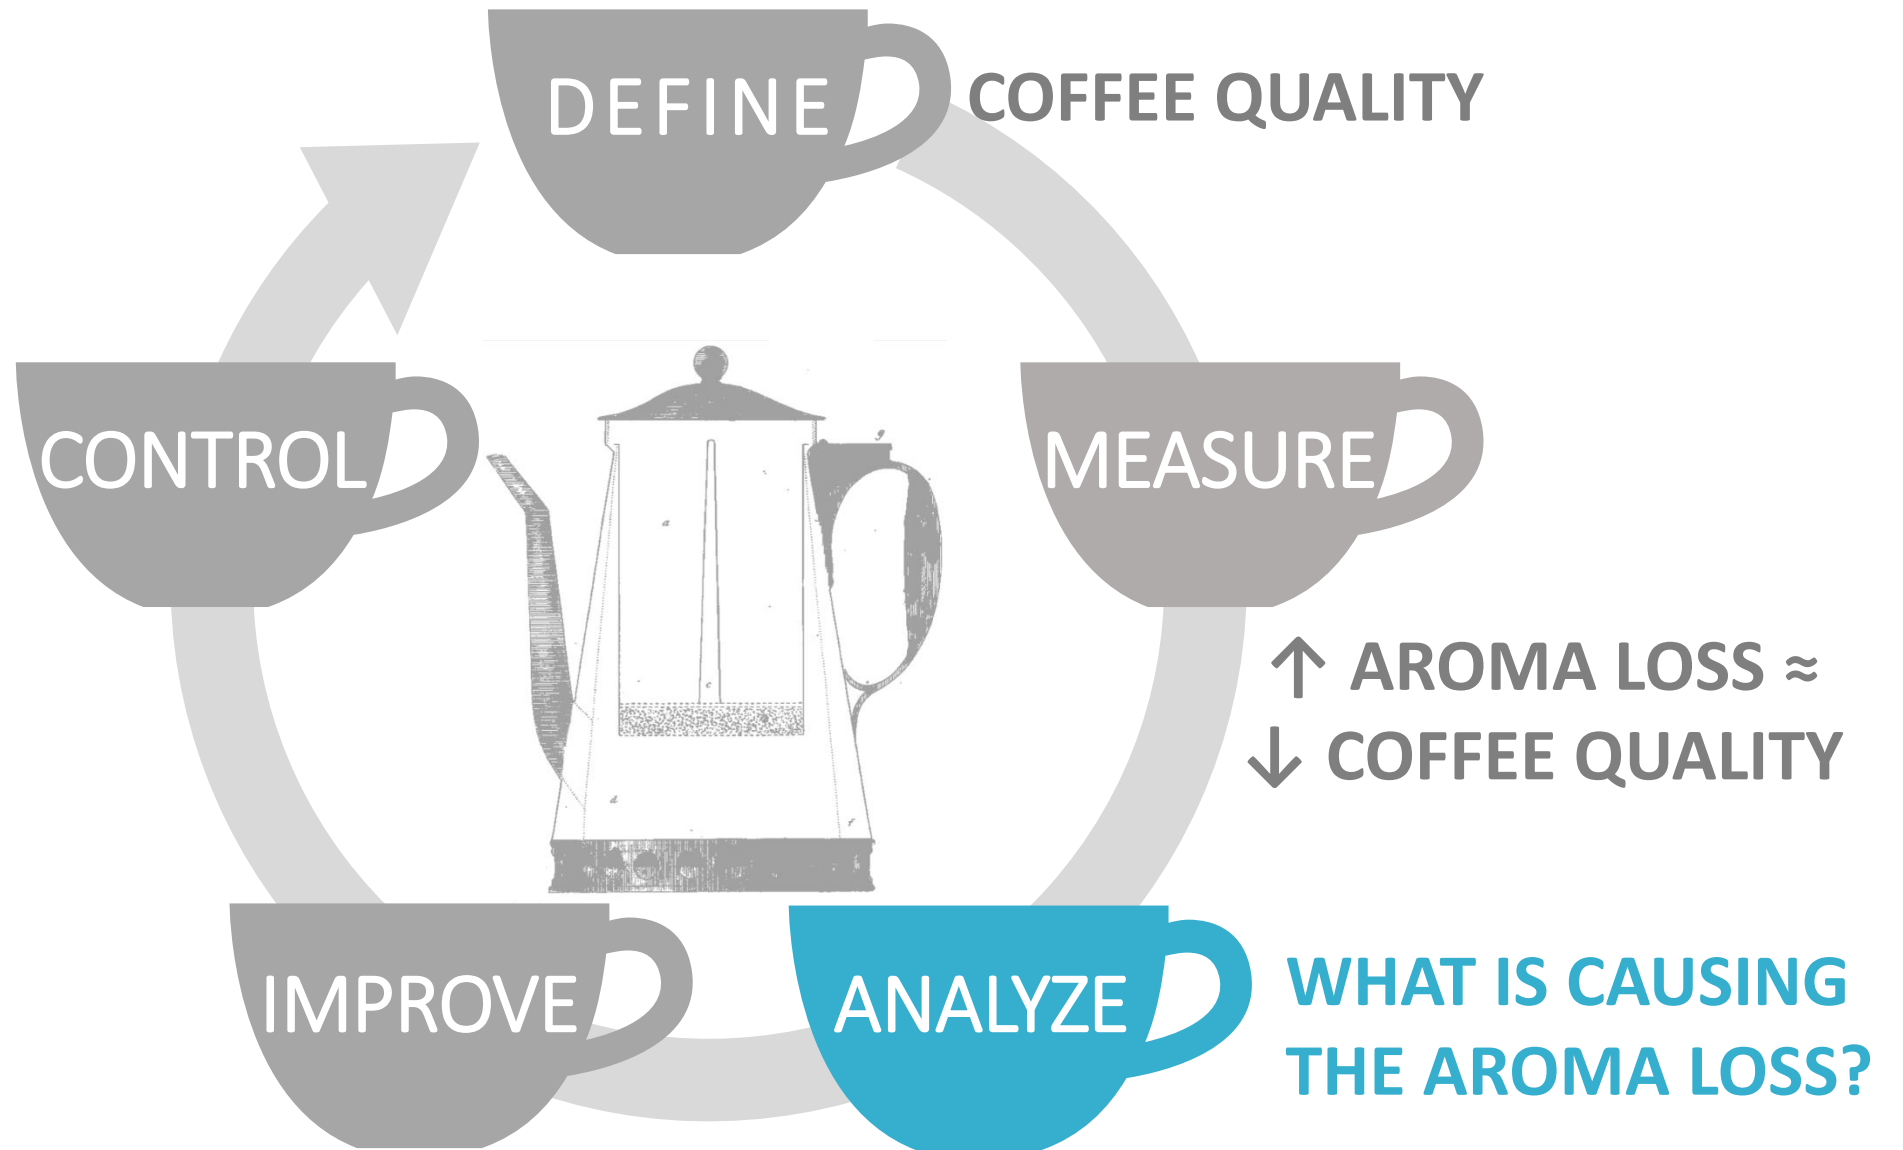 DEFINE
COFFEE QUALITY
CONTROL
MEASURE
g
a
c
↑ AROMA LOSS ≈
↓ COFFEE QUALITY
d
f
IMPROVE
ANALYZE
WHAT IS CAUSING
THE AROMA LOSS?